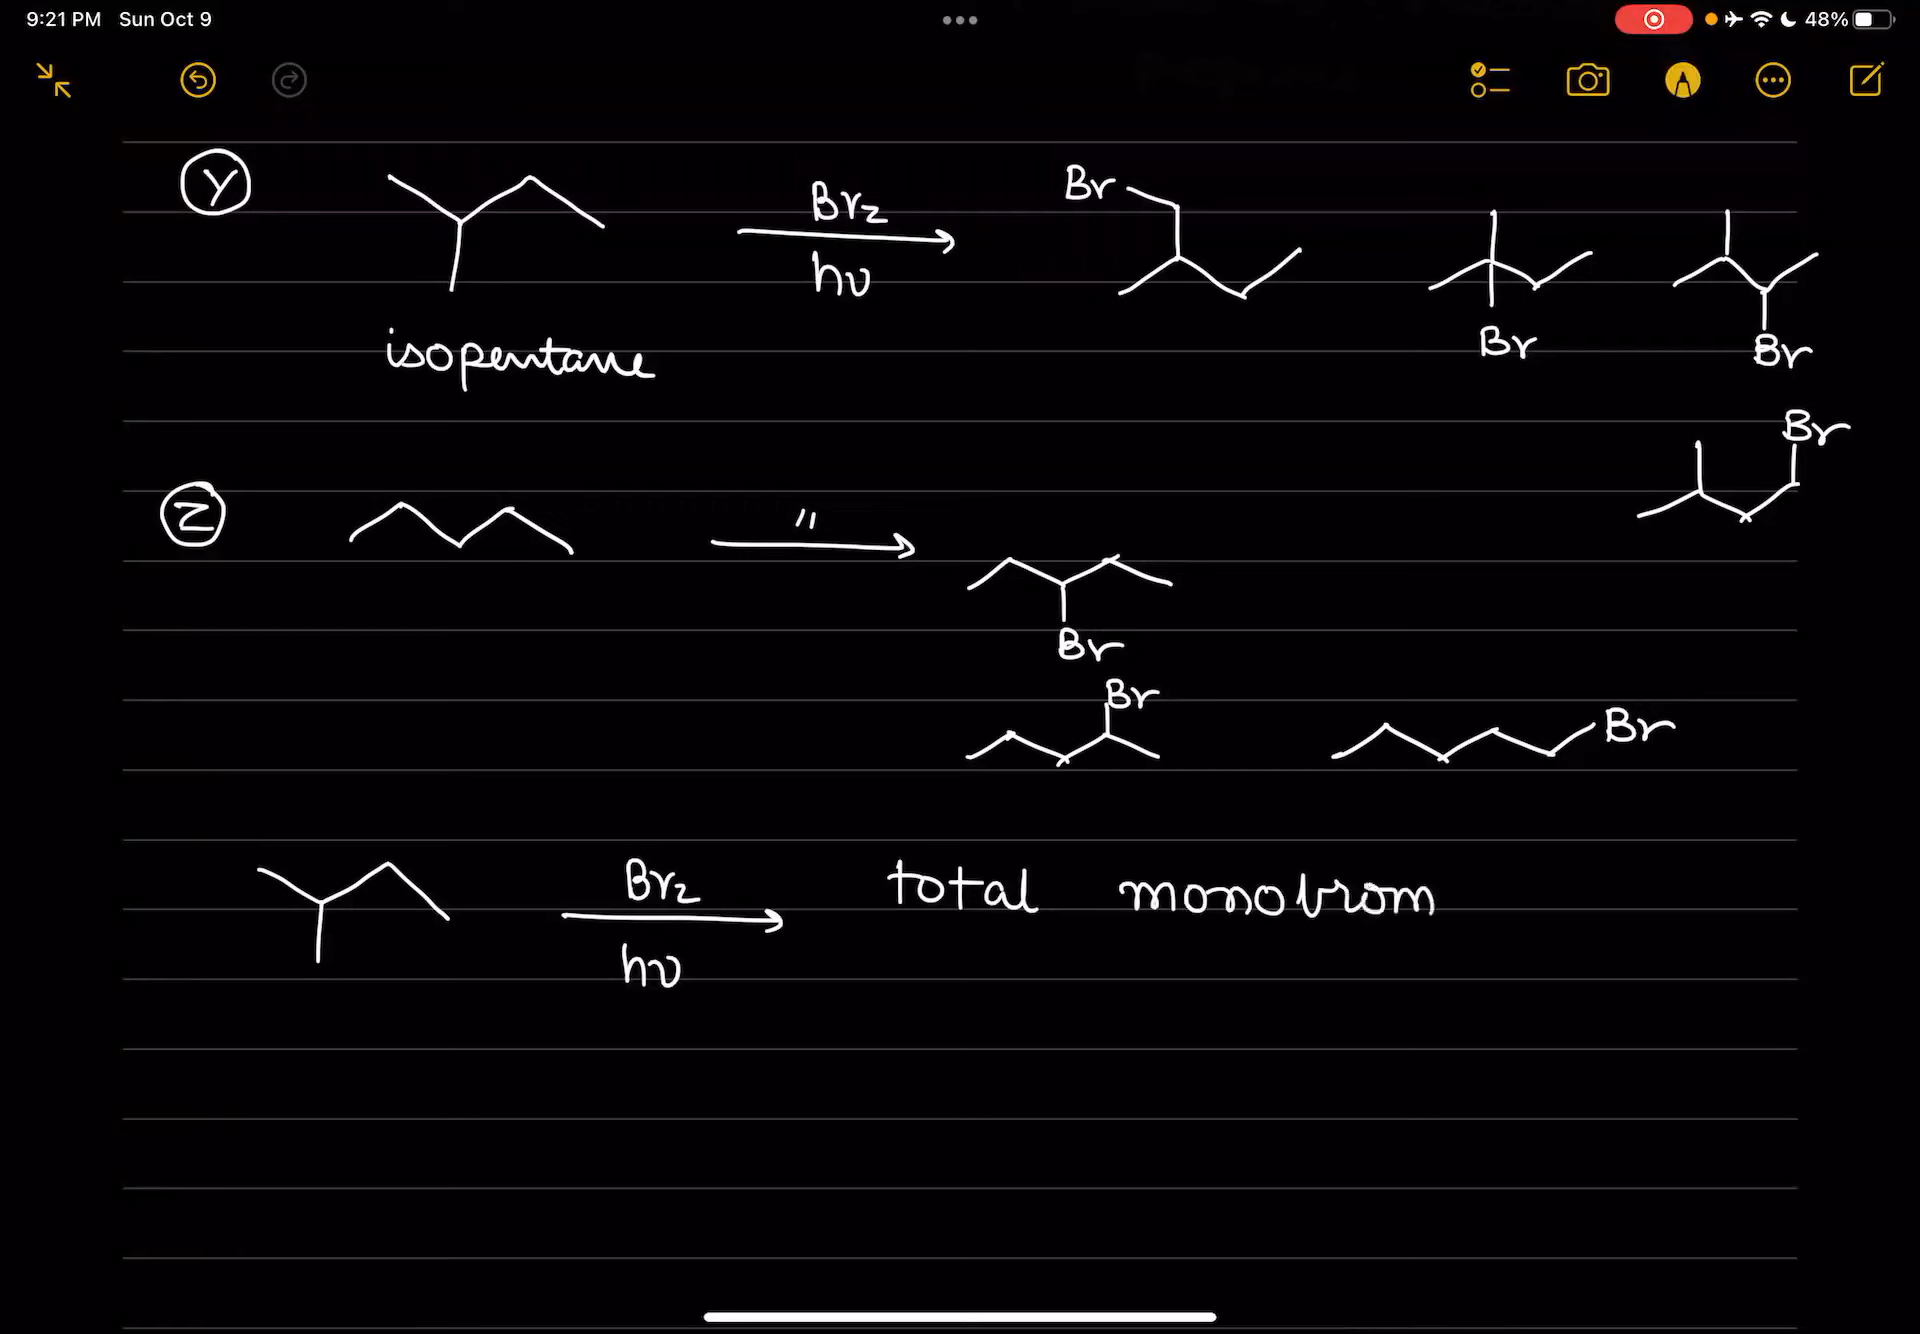 9:21 PM Sun Oct 9
48%
Y
Br2
hν
Br
Br
Br
isopentane
Br
Z
"
Br
Br
Br
Br2
hν
total monobrom